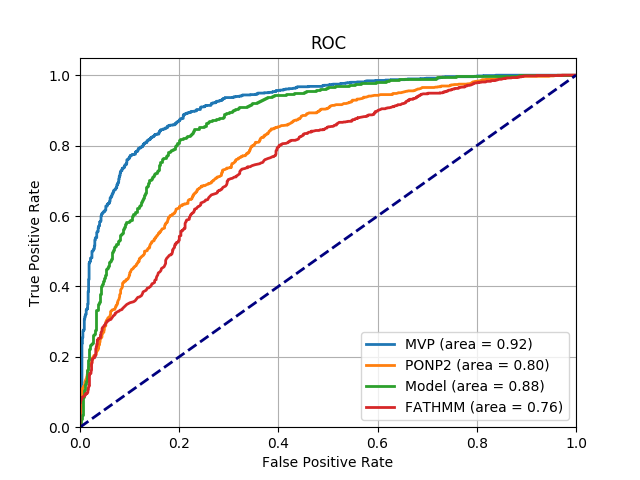 ROC
True Positive Rate
1.0
0.8
0.6
0.4
0.2
0.0
MVP (area = 0.92)
PONP2 (area = 0.80)
Model (area = 0.88)
FATHMM (area = 0.76)
0.0 0.2 0.4 0.6 0.8 1.0
False Positive Rate